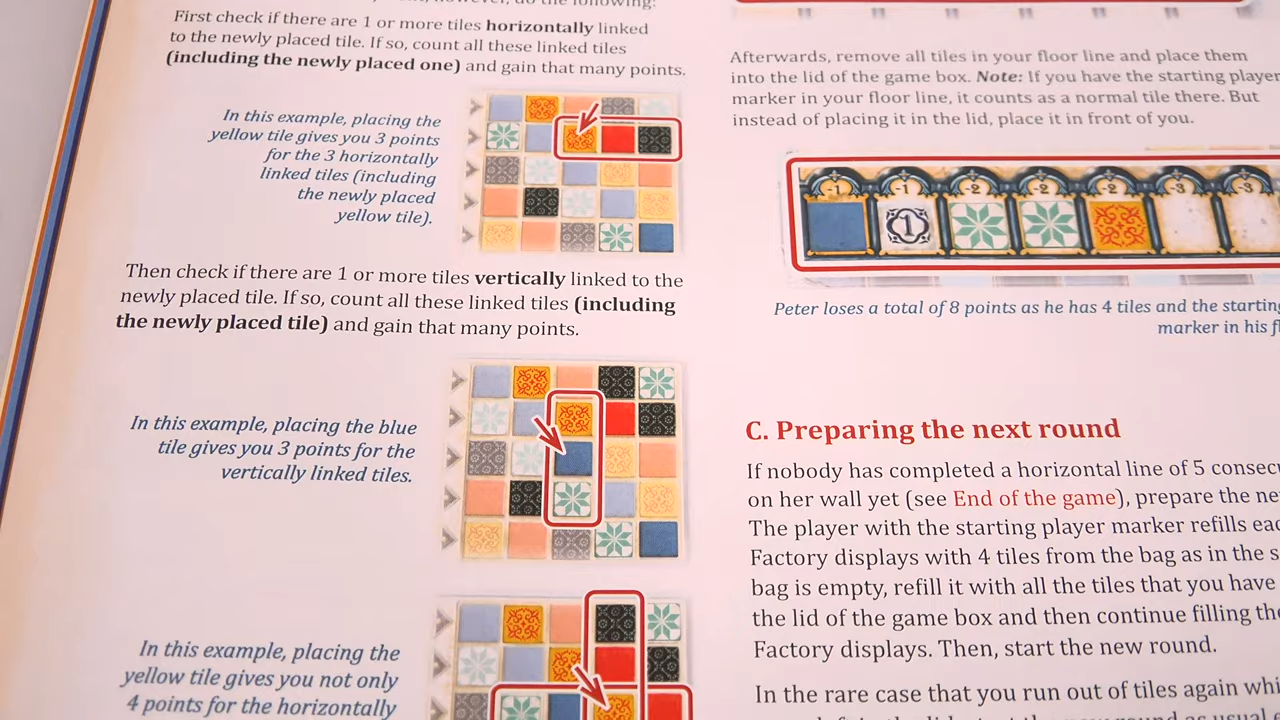 First check if there are 1 or more tiles horizontally linked
to the newly placed tile. If so, count all these linked tiles
(including the newly placed one) and gain that many points.
In this example, placing the
yellow tile gives you 3 points
for the 3 horizontally
linked tiles (including
the newly placed
yellow tile).
Then check if there are 1 or more tiles vertically linked to the
newly placed tile. If so, count all these linked tiles (including
the newly placed tile) and gain that many points.
In this example, placing the blue
tile gives you 3 points for the
vertically linked tiles.
In this example, placing the
yellow tile gives you not only
4 points for the horizontally
Afterwards, remove all tiles in your floor line and place them
into the lid of the game box. Note: If you have the starting player
marker in your floor line, it counts as a normal tile there. But
instead of placing it in the lid, place it in front of you.
-1 -1 -2 -2 -2 -3 -3
1
Peter loses a total of 8 points as he has 4 tiles and the starting
marker in his
C. Preparing the next round
If nobody has completed a horizontal line of 5
on her wall yet (see End of the game), prepare the
The player with the starting player marker refills
Factory displays with 4 tiles from the bag as in the
bag is empty, refill it with all the tiles that you have
the lid of the game box and then continue filling
Factory displays. Then, start the new round.
In the rare case that you run out of tiles again